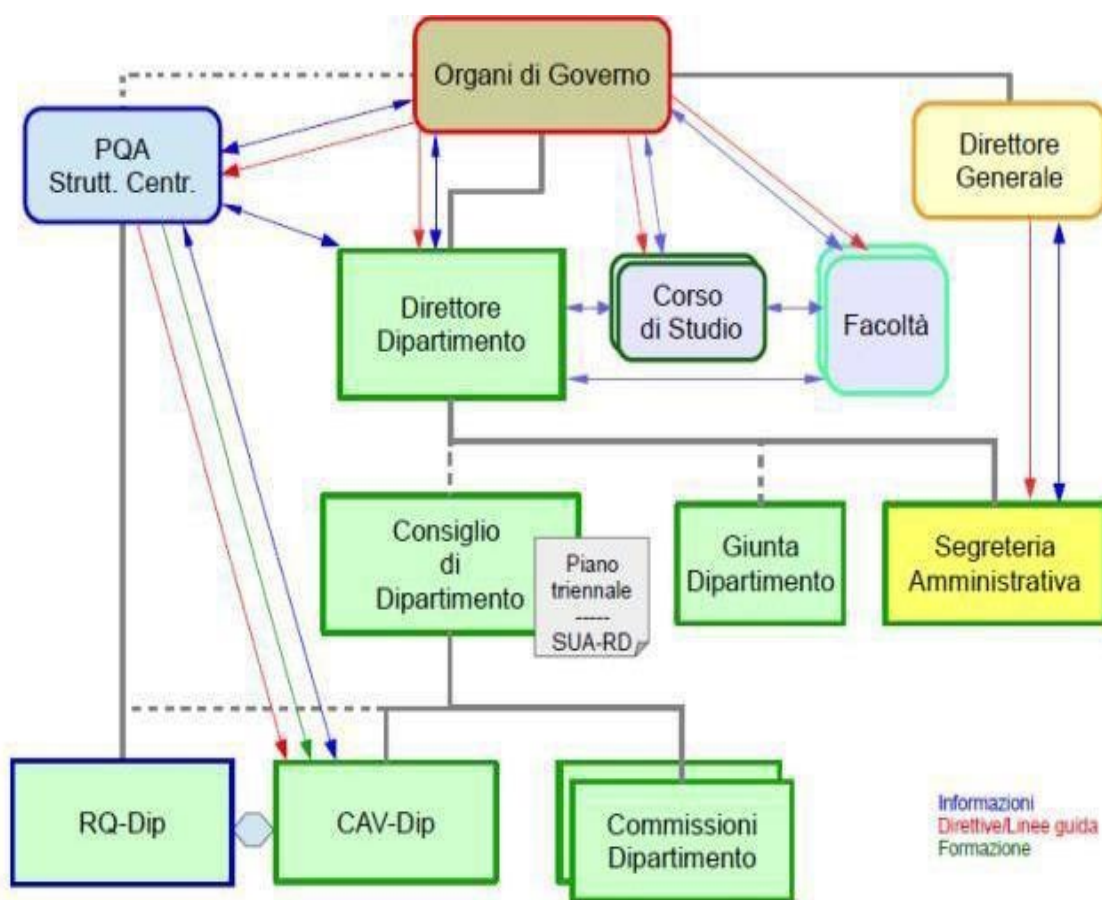 Organi di Governo
PQA
Strutt. Centr.
Direttore
Generale
Direttore
Dipartimento
Corso
di Studio
Facoltà
Consiglio
di
Dipartimento
Piano
triennale
-----
SUA-RD
Giunta
Dipartimento
Segreteria
Amministrativa
RQ-Dip
CAV-Dip
Commissioni
Dipartimento
Informazioni
Direttive/Linee guida
Formazione